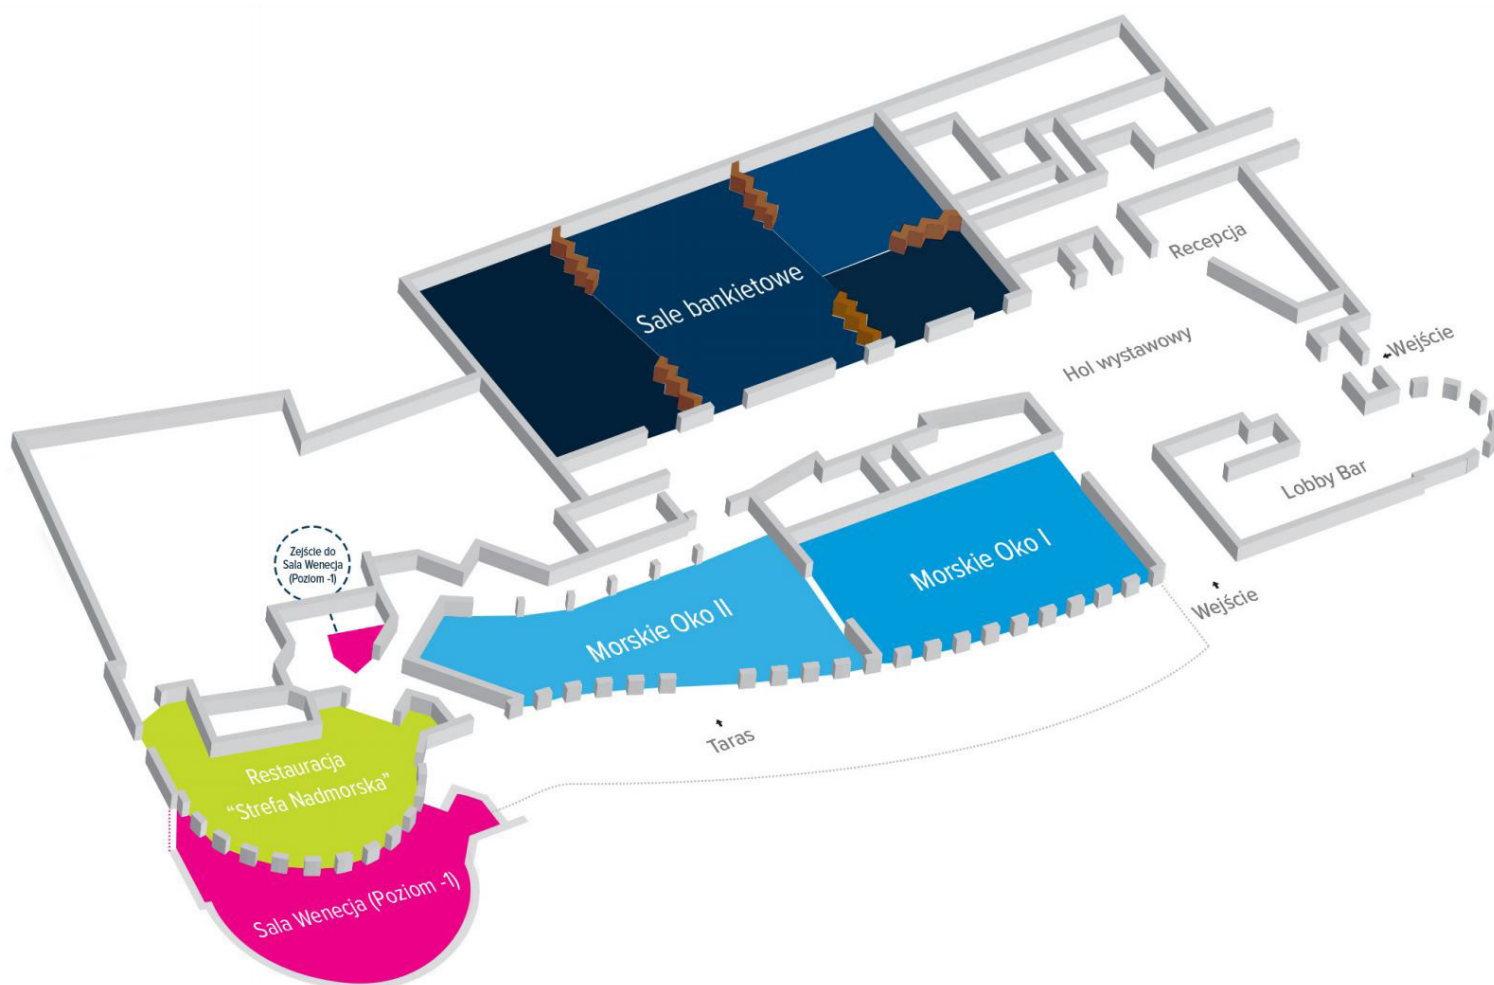 Recepcja
Sale bankietowe
Hol wystawowy
Wejście
Lobby Bar
Zejście do
Sala Wenecja
(Poziom -1)
Morskie Oko I
Morskie Oko II
Wejście
Taras
Restauracja
“Strefa Nadmorska”
Sala Wenecja (Poziom -1)